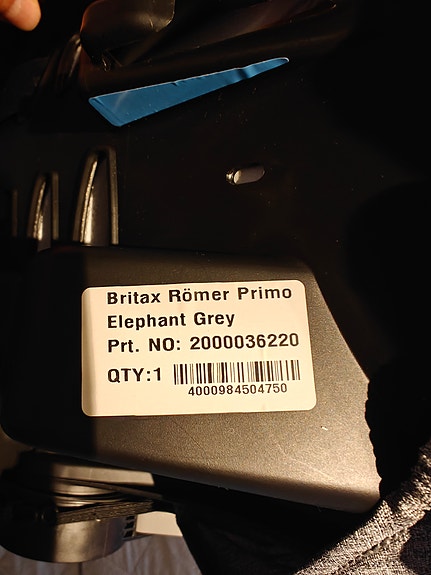 Britax Römer Primo
Elephant Grey
Prt. NO: 2000036220
QTY:1
4000984504750